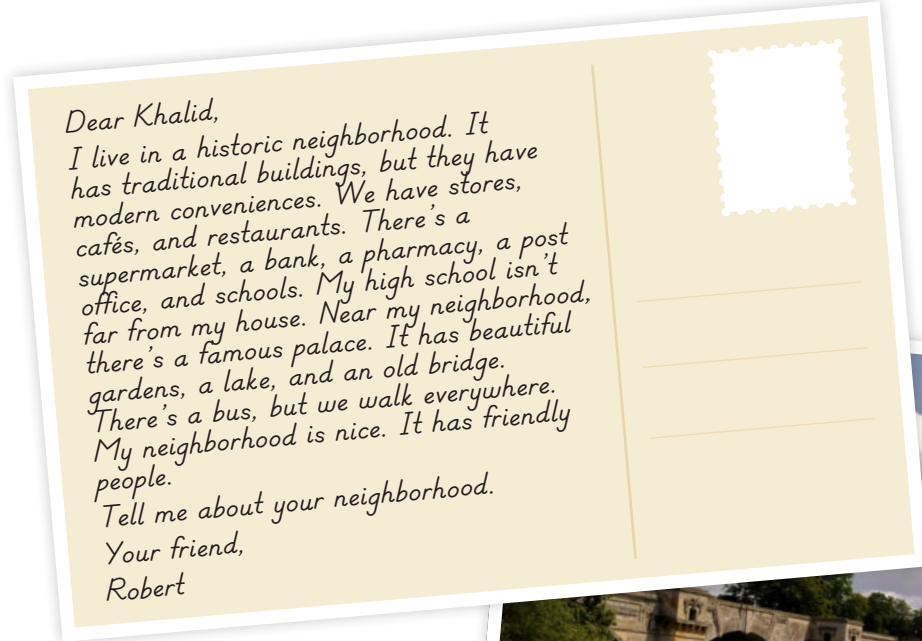 Dear Khalid,
I live in a historic neighborhood. It
has traditional buildings, but they have
modern conveniences. We have stores,
cafés, and restaurants. There's a
supermarket, a bank, a pharmacy, a post
office, and schools. My high school isn't
far from my house. Near my neighborhood,
there's a famous palace. It has beautiful
gardens, a lake, and an old bridge.
There's a bus, but we walk everywhere.
My neighborhood is nice. It has friendly
people.
Tell me about your neighborhood.
Your friend,
Robert